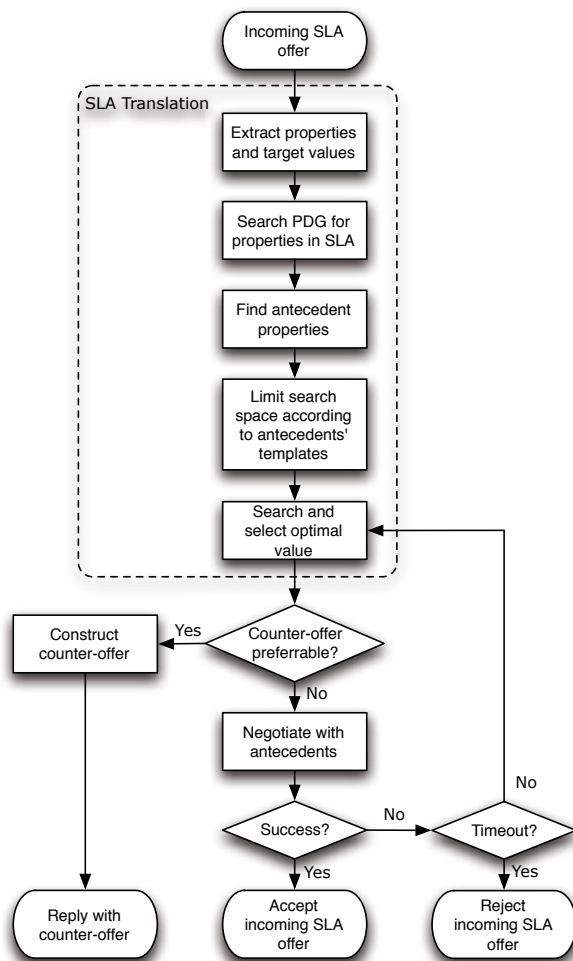 Incoming SLA
offer
SLA Translation
Extract properties
and target values
Search PDG for
properties in SLA
Find antecedent
properties
Limit search
space according
to antecedents'
templates
Search and
select optimal
value
Construct
counter-offer
Yes
Counter-offer
preferrable?
No
Negotiate with
antecedents
No
Success?
No
Timeout?
Yes
Yes
Reply with
counter-offer
Accept
incoming SLA
offer
Reject
incoming SLA
offer